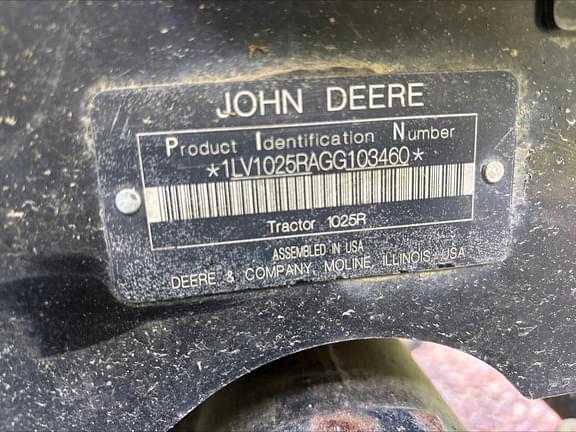 JOHN DEERE
Product Identification Number
*1LV1025RAGG103460*
Tractor 1025R
ASSEMBLED IN USA
DEERE & COMPANY MOLINE, ILLINOIS, USA